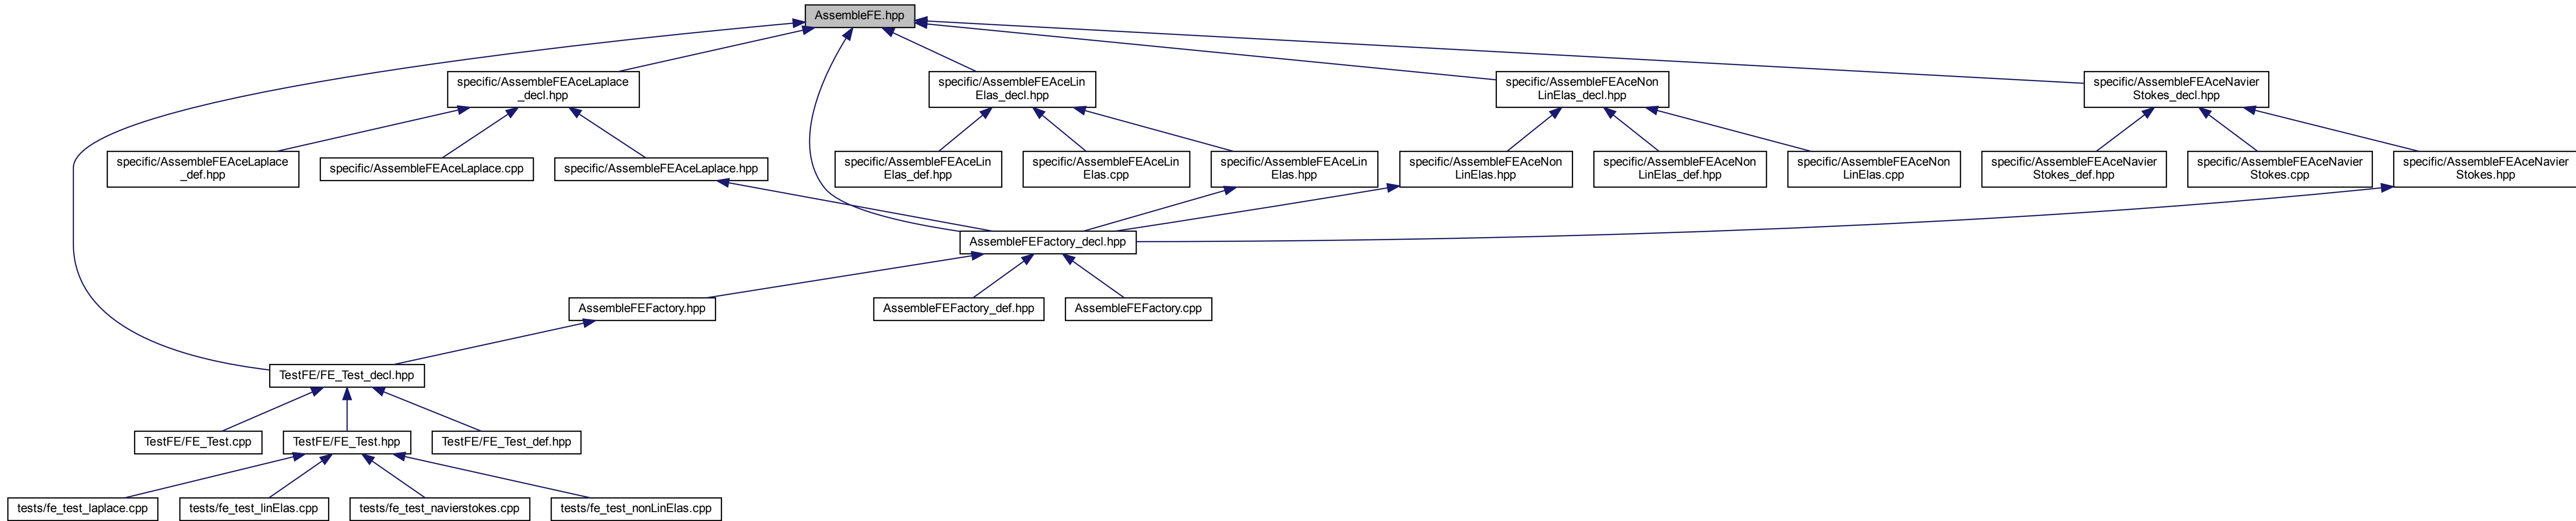 AssembleFE.hpp
specific/AssembleFEAceLaplace
_decl.hpp
specific/AssembleFEAceLin
Elas_decl.hpp
specific/AssembleFEAceNon
LinElas_decl.hpp
specific/AssembleFEAceNavier
Stokes_decl.hpp
specific/AssembleFEAceLaplace
_def.hpp
specific/AssembleFEAceLaplace.cpp
specific/AssembleFEAceLaplace.hpp
specific/AssembleFEAceLin
Elas_def.hpp
specific/AssembleFEAceLin
Elas.cpp
specific/AssembleFEAceLin
Elas.hpp
specific/AssembleFEAceNon
LinElas.hpp
specific/AssembleFEAceNon
LinElas_def.hpp
specific/AssembleFEAceNon
LinElas.cpp
specific/AssembleFEAceNavier
Stokes_def.hpp
specific/AssembleFEAceNavier
Stokes.cpp
specific/AssembleFEAceNavier
Stokes.hpp
AssembleFEFactory_decl.hpp
AssembleFEFactory.hpp
AssembleFEFactory_def.hpp
AssembleFEFactory.cpp
TestFE/FE_Test_decl.hpp
TestFE/FE_Test.cpp
TestFE/FE_Test.hpp
TestFE/FE_Test_def.hpp
tests/fe_test_laplace.cpp
tests/fe_test_linElas.cpp
tests/fe_test_navierstokes.cpp
tests/fe_test_nonLinElas.cpp